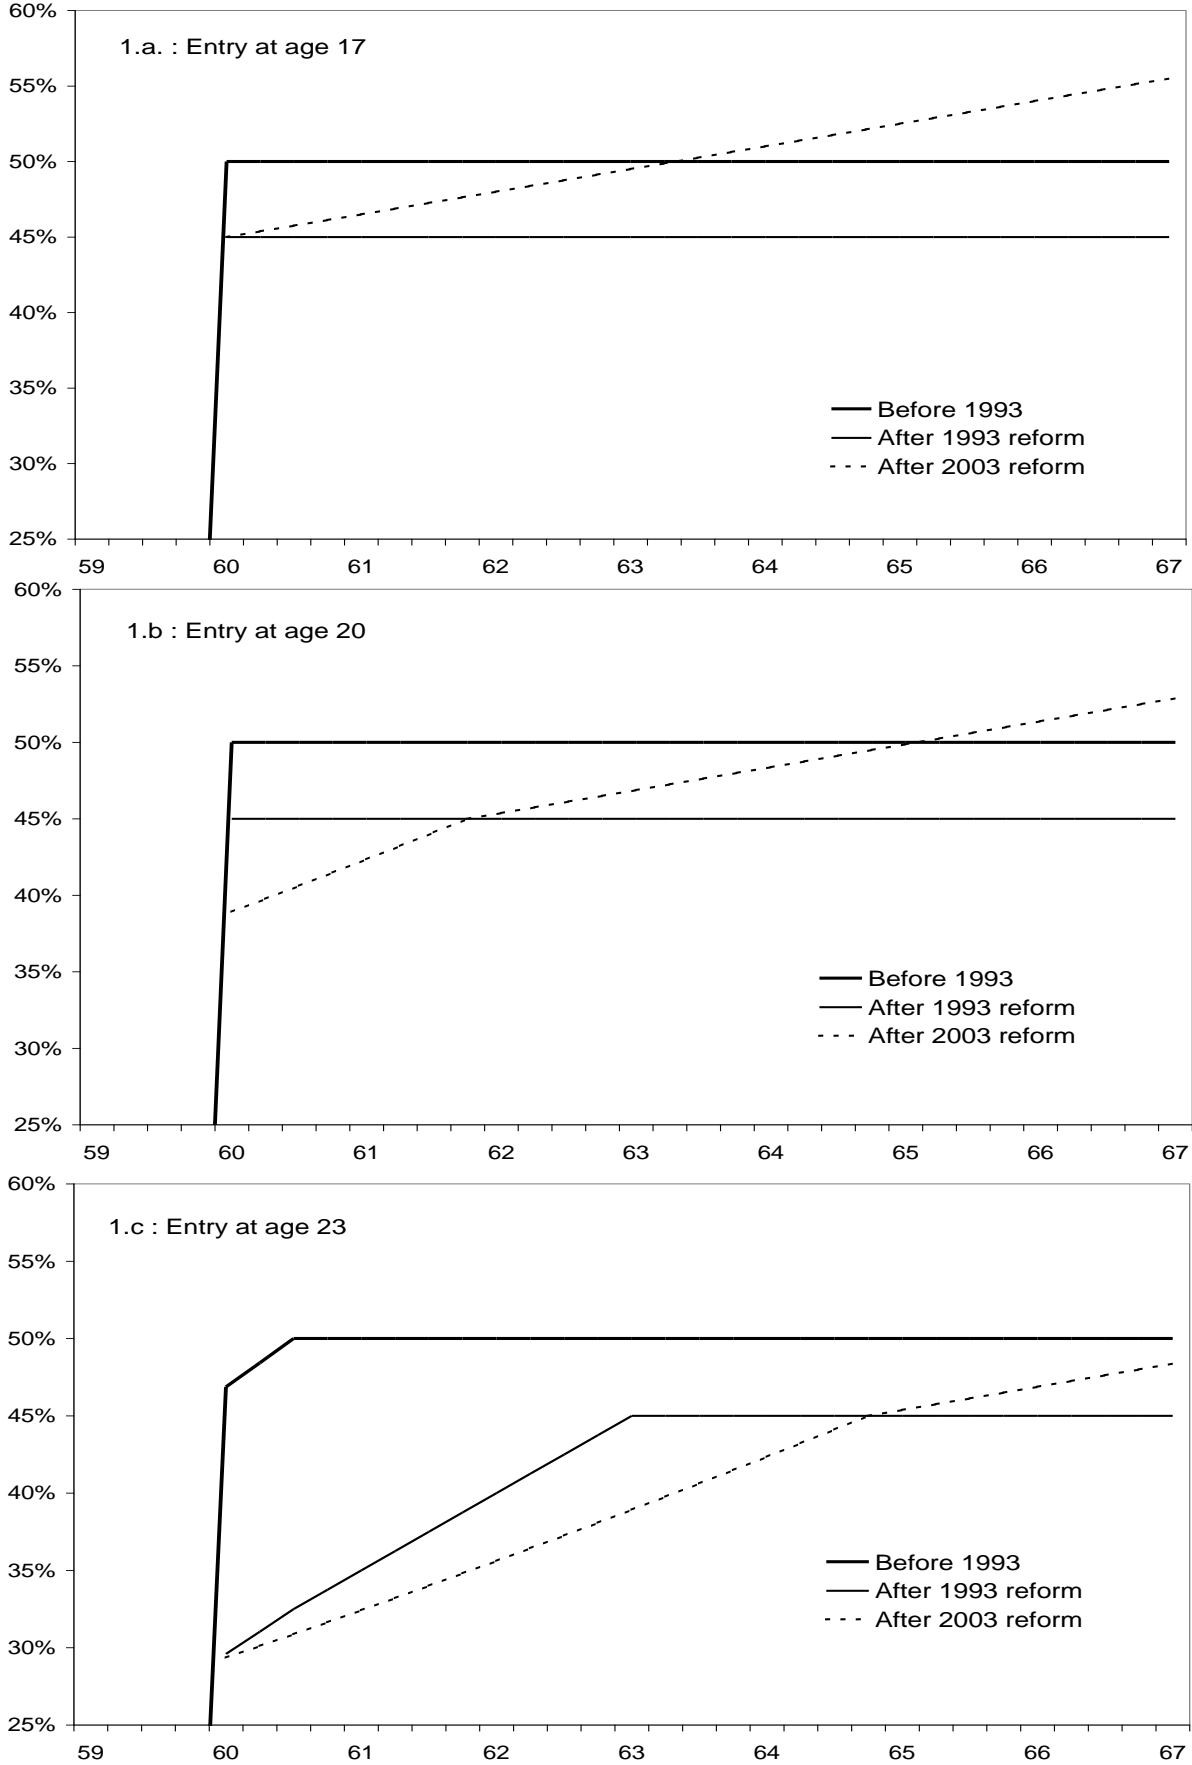 60%
1.a. : Entry at age 17
55%
50%
45%
40%
35%
Before 1993
After 1993 reform
30%
After 2003 reform
25%
59 60 61 62 63 64 65 66 67
60%
1.b : Entry at age 20
55%
50%
45%
40%
35%
Before 1993
After 1993 reform
After 2003 reform
30%
25%
59 60 61 62 63 64 65 66 67
60%
1.c : Entry at age 23
55%
50%
45%
40%
35%
Before 1993
After 1993 reform
After 2003 reform
30%
25%
59 60 61 62 63 64 65 66 67